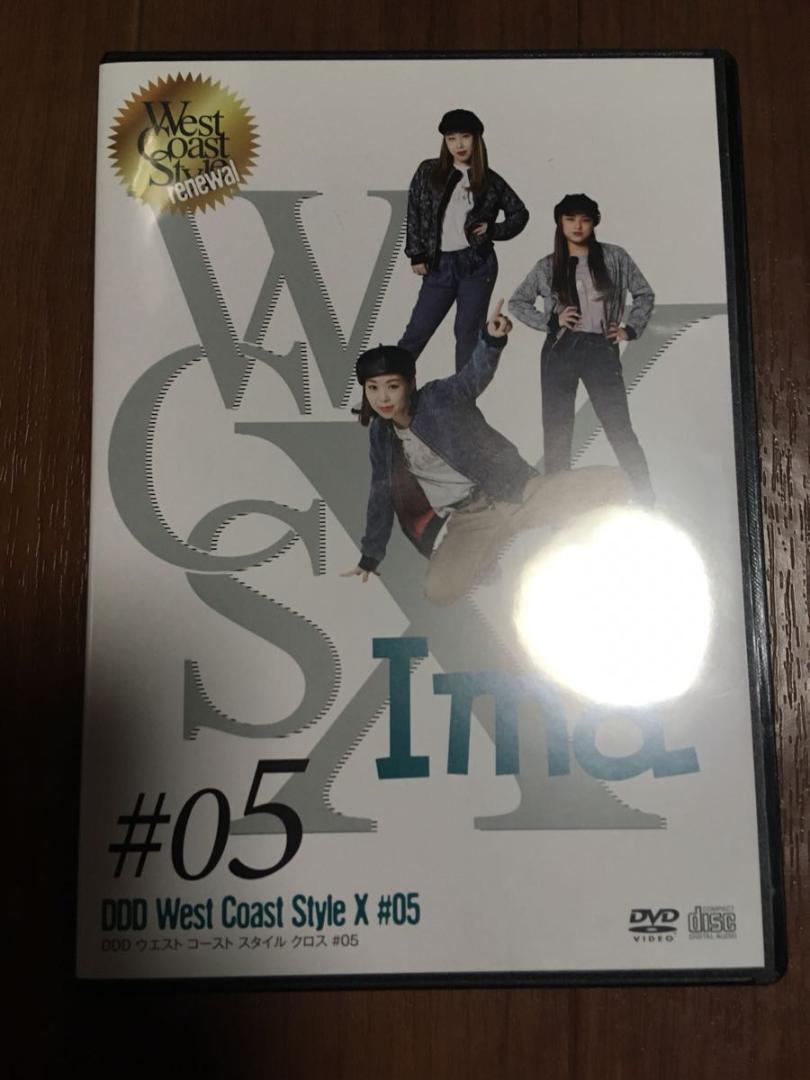 West
Coast
Style
renewal
WCSX
Ima
#05
DDD West Coast Style X #05
DDD ウエスト コースト スタイル クロス #05
DVD
VIDEO
COMPACT
disc
DIGITAL AUDIO